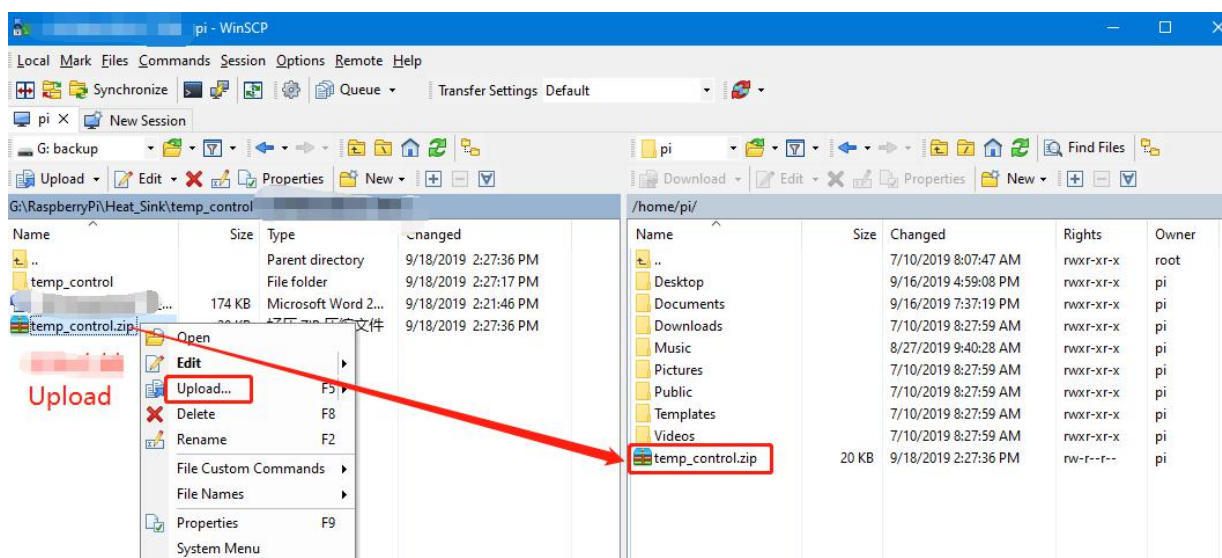 pi - WinSCP
Local Mark Files Commands Session Options Remote Help
Synchronize Queue Transfer Settings Default
pi New Session
G: backup
pi Find Files
Upload Edit Properties New
Download Edit Properties New
G:\RaspberryPi\Heat_Sink\temp_control
/home/pi/
Name Size Type Changed
.. Parent directory 9/18/2019 2:27:36 PM
temp_control File folder 9/18/2019 2:27:17 PM
... 174 KB Microsoft Word 2... 9/18/2019 2:21:46 PM
temp_control.zip 20 KB 好压 ZIP 压缩文件 9/18/2019 2:27:36 PM
Upload
Open
Edit
Upload... F5
Delete F8
Rename F2
File Custom Commands
File Names
Properties F9
System Menu
Name Size Changed Rights Owner
.. 7/10/2019 8:07:47 AM rwxr-xr-x root
Desktop 9/16/2019 4:59:08 PM rwxr-xr-x pi
Documents 9/16/2019 7:37:19 PM rwxr-xr-x pi
Downloads 7/10/2019 8:27:59 AM rwxr-xr-x pi
Music 8/27/2019 9:40:28 AM rwxr-xr-x pi
Pictures 7/10/2019 8:27:59 AM rwxr-xr-x pi
Public 7/10/2019 8:27:59 AM rwxr-xr-x pi
Templates 7/10/2019 8:27:59 AM rwxr-xr-x pi
Videos 7/10/2019 8:27:59 AM rwxr-xr-x pi
temp_control.zip 20 KB 9/18/2019 2:27:36 PM rw-r--r-- pi